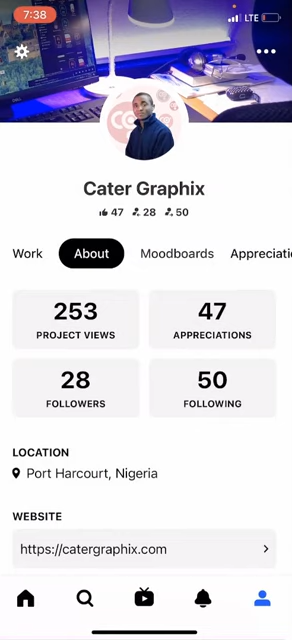 7:38
LTE
Cater Graphix
47 28 50
Work About Moodboards Appreciati
253
PROJECT VIEWS
47
APPRECIATIONS
28
FOLLOWERS
50
FOLLOWING
LOCATION
Port Harcourt, Nigeria
WEBSITE
https://catergraphix.com